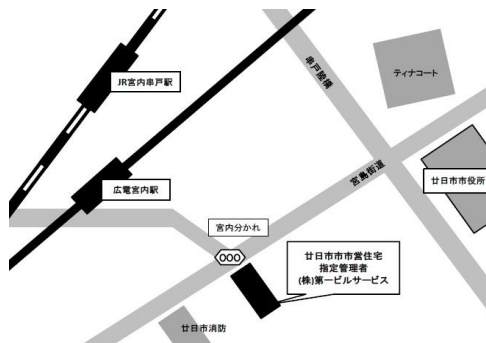 ティナコート
串戸陸橋
JR宮内串戸駅
宮島街道
廿日市市役所
広電宮内駅
宮内分かれ
廿日市市市営住宅
指定管理者
(株)第一ビルサービス
廿日市消防